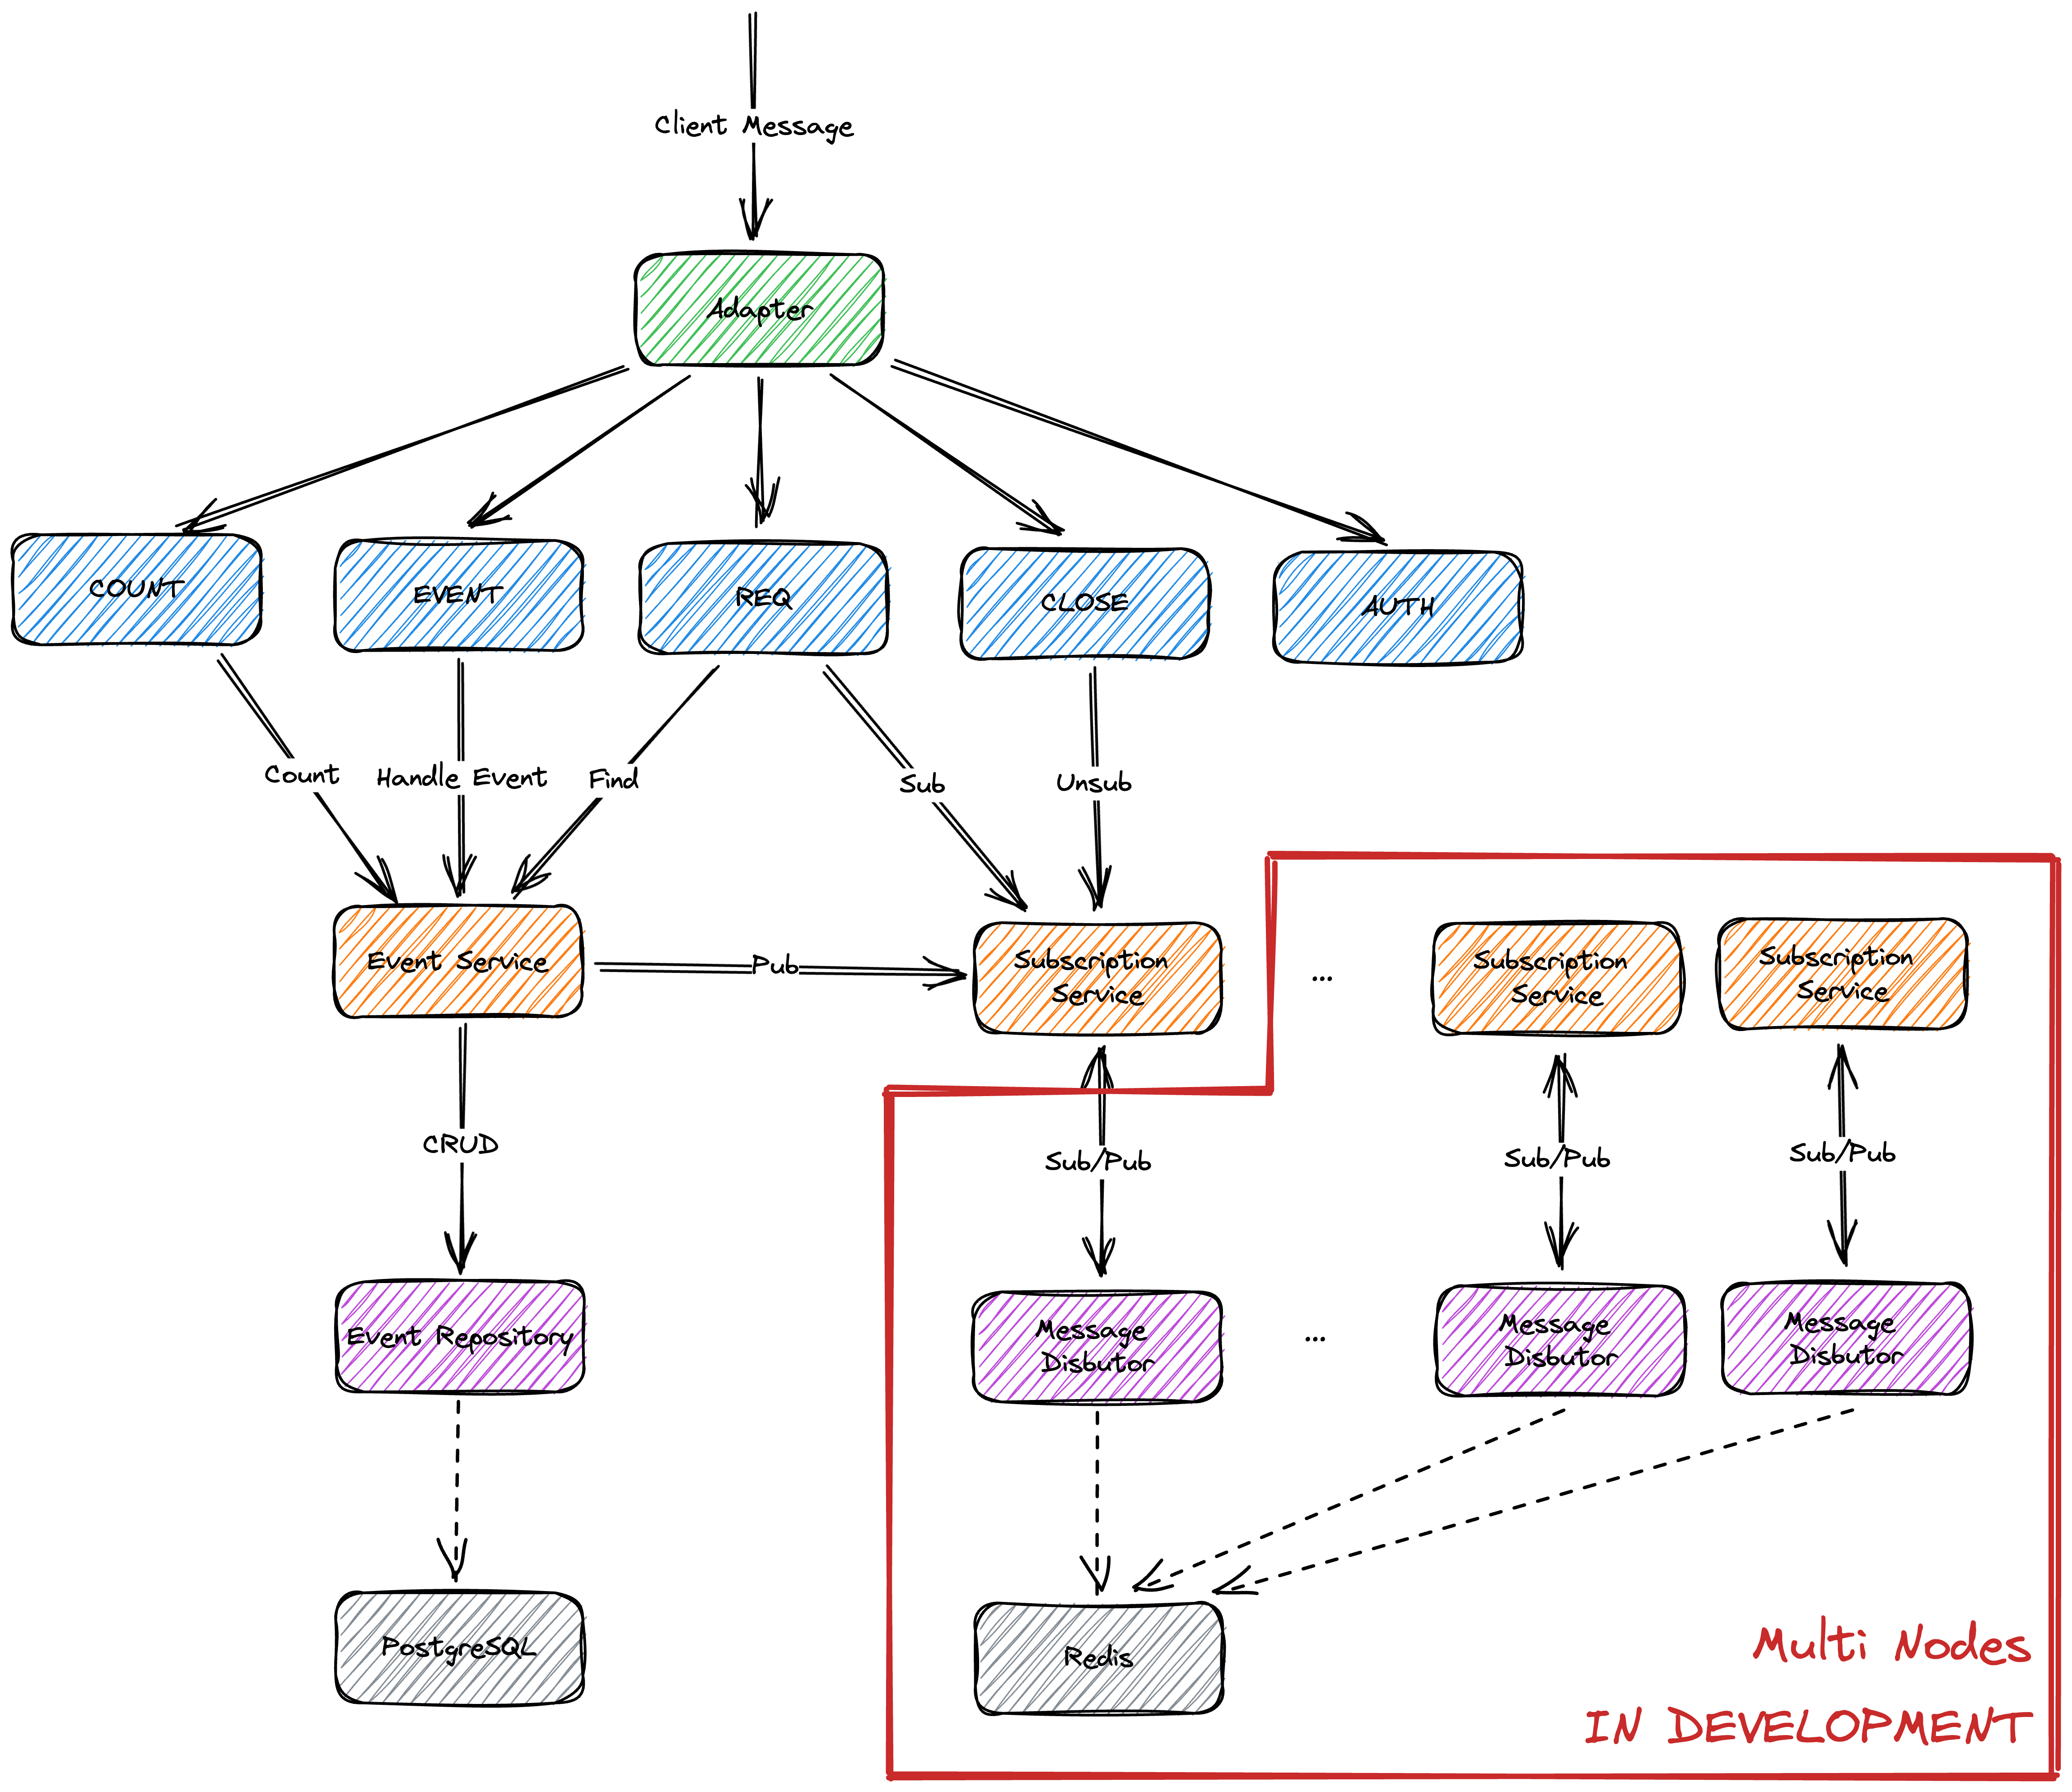 Client Message
Adapter
COUNT
EVENT
REQ
CLOSE
AUTH
Count
Handle Event
Find
Sub
Unsub
Event Service
Pub
Subscription
Service
...
Subscription
Service
Subscription
Service
CRUD
Sub/Pub
Sub/Pub
Sub/Pub
Event Repository
Message
Disbutor
...
Message
Disbutor
Message
Disbutor
PostgreSQL
Redis
Multi Nodes
IN DEVELOPMENT